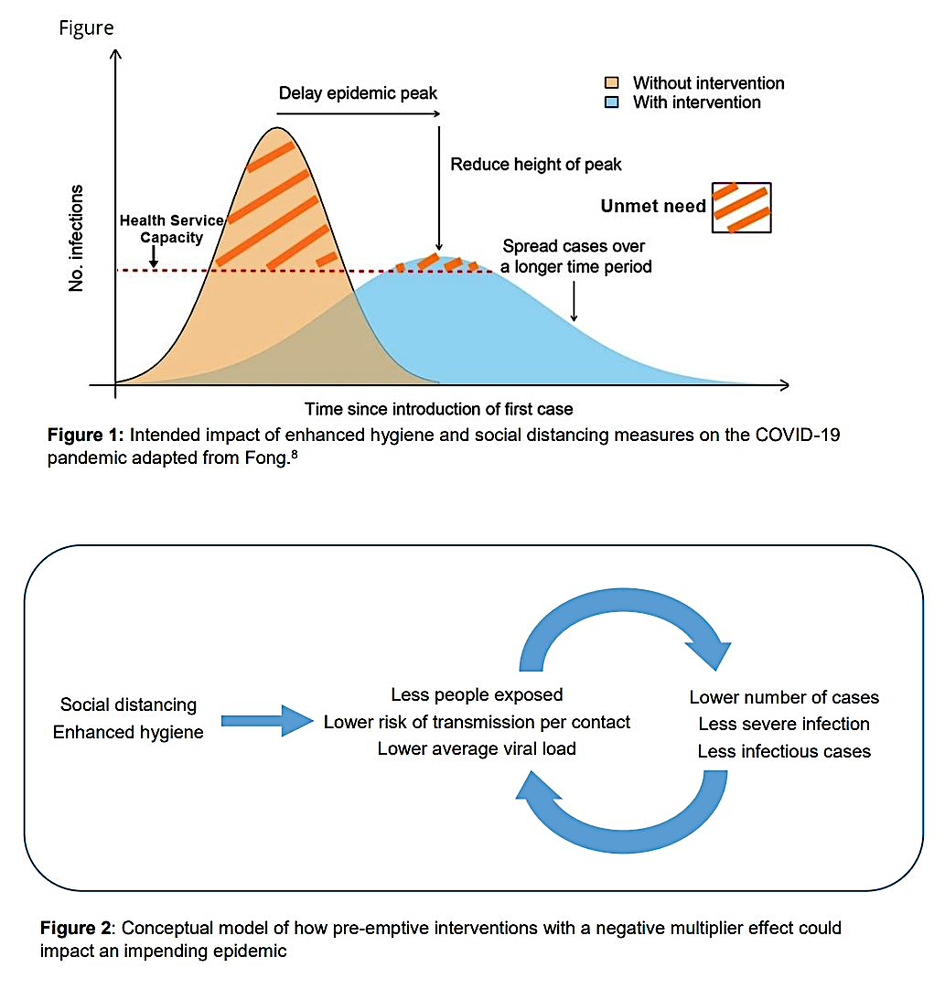 Figure
Delay epidemic peak
Without intervention
With intervention
Reduce height of peak
Unmet need
Health Service
Capacity
Spread cases over
a longer time period
No. infections
Time since introduction of first case
Figure 1: Intended impact of enhanced hygiene and social distancing measures on the COVID-19
pandemic adapted from Fong.⁸
Social distancing
Enhanced hygiene
Less people exposed
Lower risk of transmission per contact
Lower average viral load
Lower number of cases
Less severe infection
Less infectious cases
Figure 2: Conceptual model of how pre-emptive interventions with a negative multiplier effect could
impact an impending epidemic